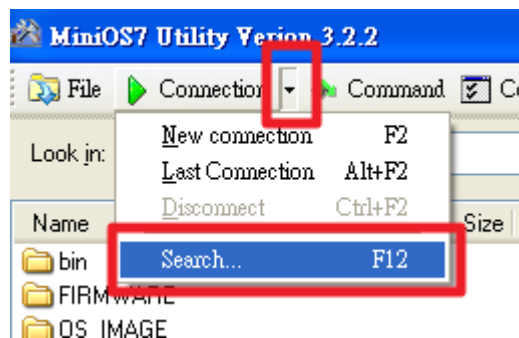 MiniOS7 Utility Verion 3.2.2
File Connection Command
New connection F2
Look in:
Last Connection Alt+F2
Disconnect Ctrl+F2
Name Size
bin Search... F12
FIRMWARE
OS_IMAGE